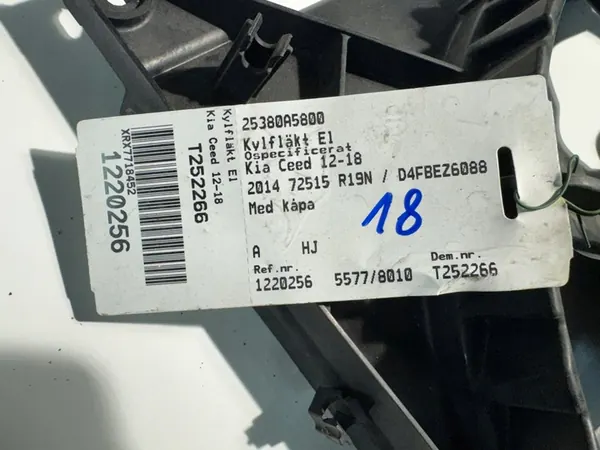 XRX7718452
1220256
T252266
Kia Ceed 12-18
Kylfläkt El
25380A5800
Kylfläkt El
Ospecificerat
Kia Ceed 12-18
2014 72515 R19N / D4FBEZ6088
Med kåpa
18
A HJ
Ref.nr. Dem.nr.
1220256 5577/8010 T252266